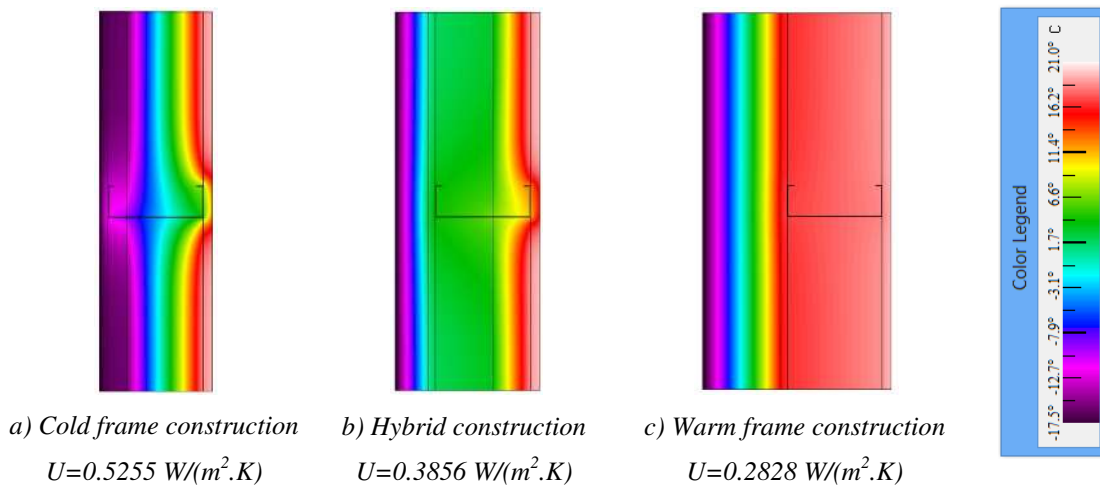 a) Cold frame construction
U=0.5255 W/(m².K)
b) Hybrid construction
U=0.3856 W/(m².K)
c) Warm frame construction
U=0.2828 W/(m².K)
Color Legend
-17.5° -12.7° -7.9° -3.1° 1.7° 6.6° 11.4° 16.2° 21.0° C